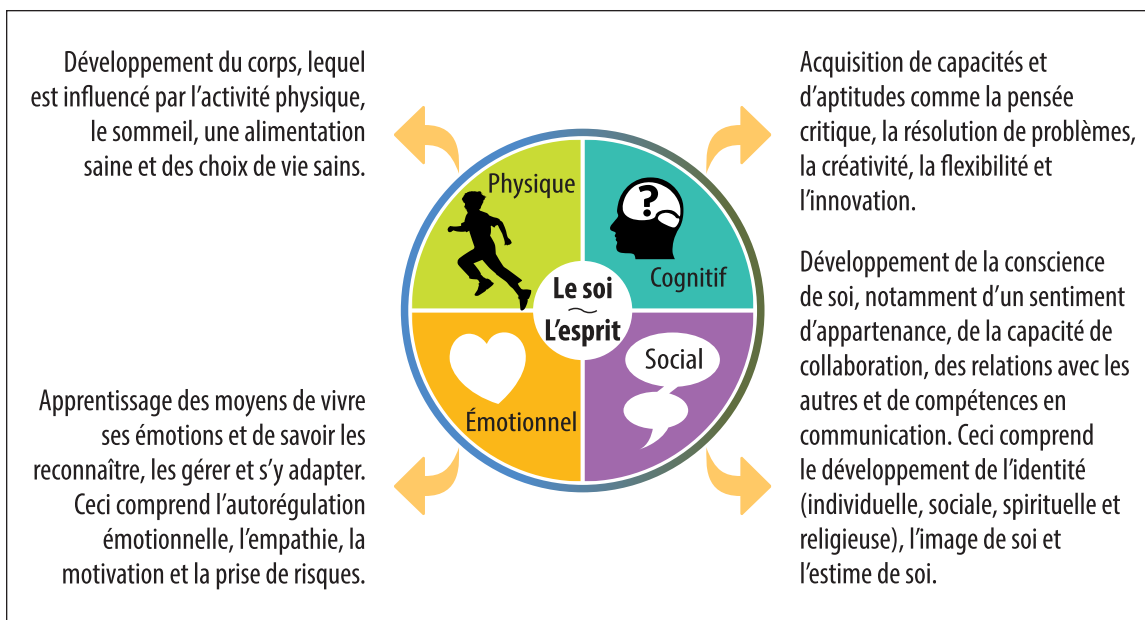 Développement du corps, lequel
est influencé par l'activité physique,
le sommeil, une alimentation
saine et des choix de vie sains.
Acquisition de capacités et
d'aptitudes comme la pensée
critique, la résolution de problèmes,
la créativité, la flexibilité et
l'innovation.
Physique
?
Cognitif
Le soi
~
L'esprit
Émotionnel
Social
Apprentissage des moyens de vivre
ses émotions et de savoir les
reconnaître, les gérer et s'y adapter.
Ceci comprend l'autorégulation
émotionnelle, l'empathie, la
motivation et la prise de risques.
Développement de la conscience
de soi, notamment d'un sentiment
d'appartenance, de la capacité de
collaboration, des relations avec les
autres et de compétences en
communication. Ceci comprend
le développement de l'identité
(individuelle, sociale, spirituelle et
religieuse), l'image de soi et
l'estime de soi.